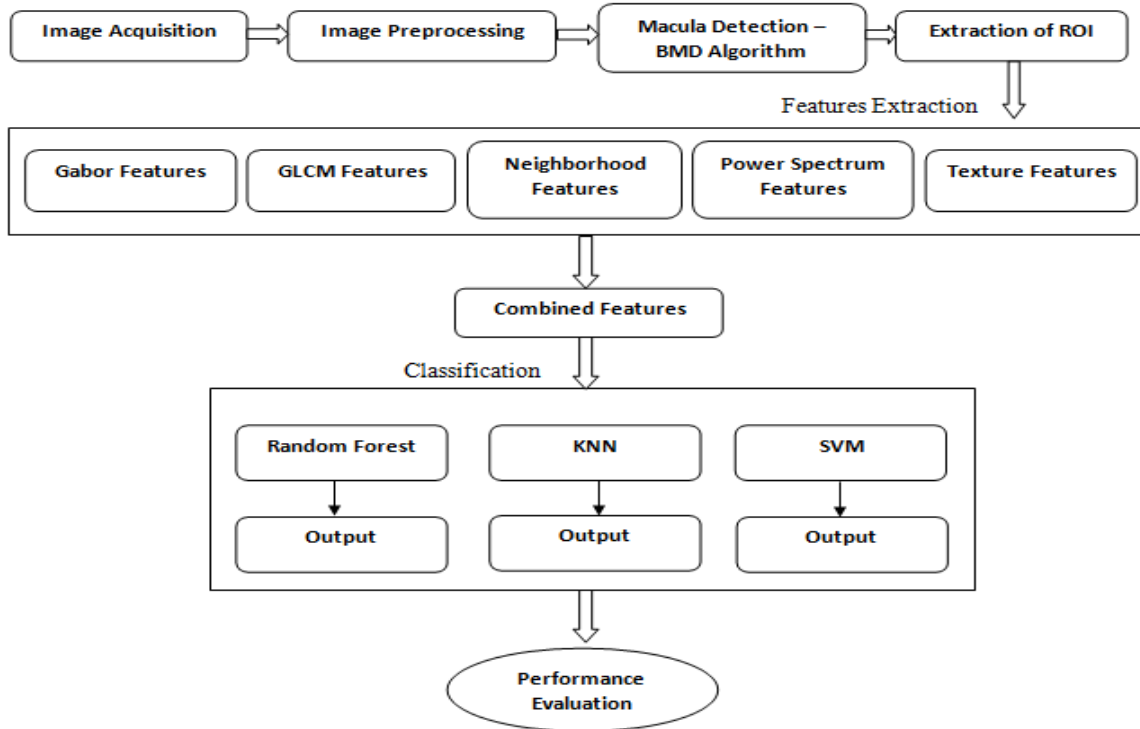 Image Acquisition
Image Preprocessing
Macula Detection –
BMD Algorithm
Extraction of ROI
Features Extraction
Gabor Features
GLCM Features
Neighborhood
Features
Power Spectrum
Features
Texture Features
Combined Features
Classification
Random Forest
KNN
SVM
Output
Output
Output
Performance
Evaluation